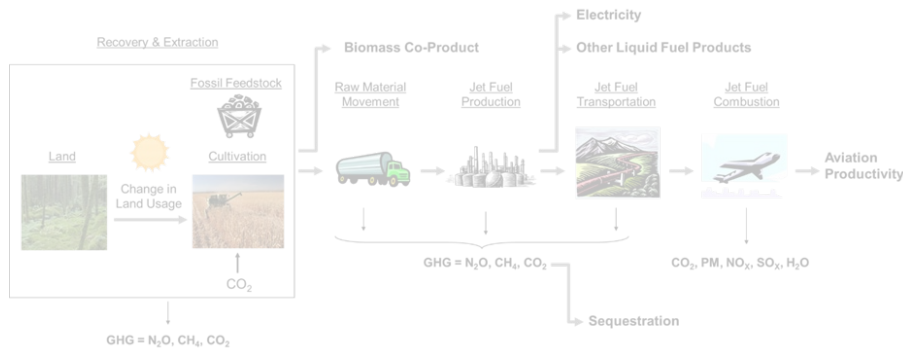 Recovery & Extraction
Fossil Feedstock
Land
Cultivation
Change in
Land Usage
CO₂
GHG = N₂O, CH₄, CO₂
Biomass Co-Product
Raw Material
Movement
Jet Fuel
Production
Electricity
Other Liquid Fuel Products
Jet Fuel
Transportation
Jet Fuel
Combustion
Aviation
Productivity
GHG = N₂O, CH₄, CO₂
CO₂, PM, NOₓ, SOₓ, H₂O
Sequestration